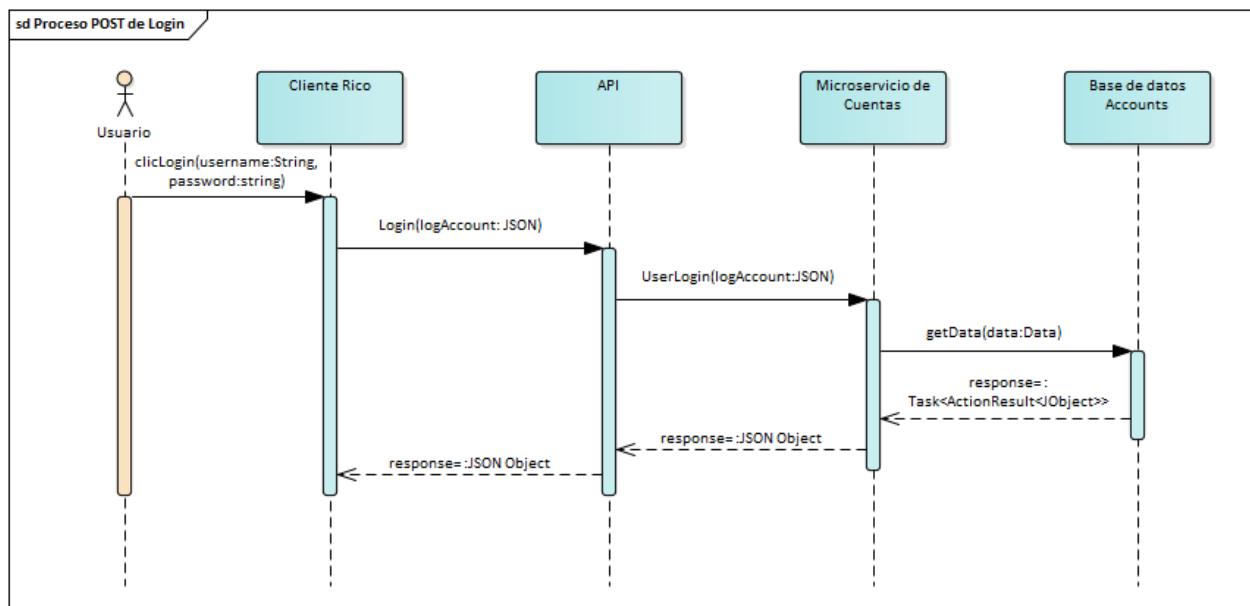 sd Proceso POST de Login
Usuario
Cliente Rico
API
Microservicio de
Cuentas
Base de datos
Accounts
clicLogin(username:String,
password:string)
Login(logAccount: JSON)
UserLogin(logAccount:JSON)
getData(data:Data)
response= :
Task<ActionResult<JObject>>
response= :JSON Object
response= :JSON Object